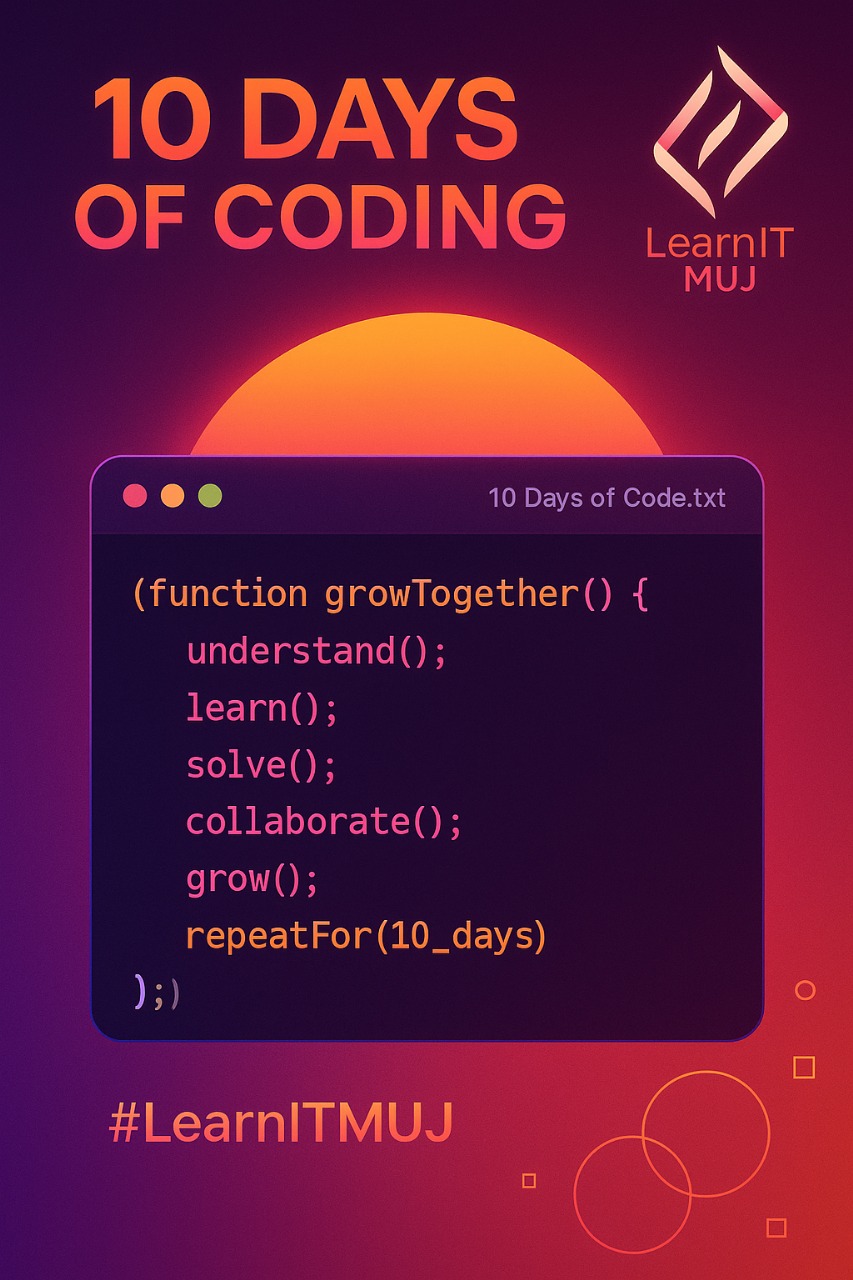 10 DAYS
OF CODING
LearnIT
MUJ
10 Days of Code.txt
(function growTogether() {
understand();
learn();
solve();
collaborate();
grow();
repeatFor(10_days)
);)
#LearnITMUJ